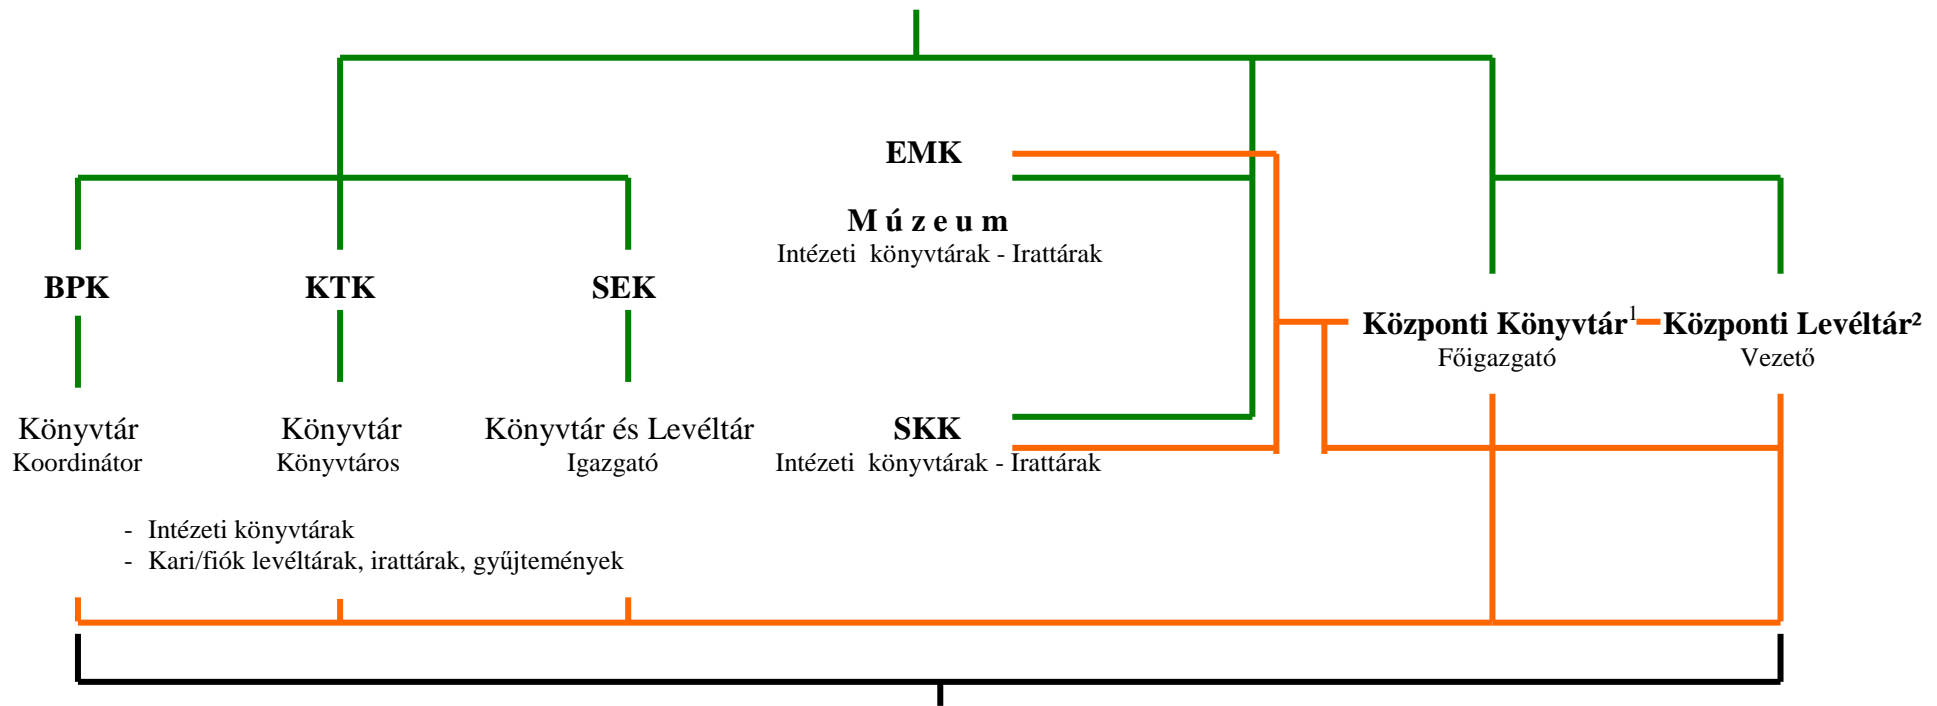 EMK
M ú z e u m
Intézeti könyvtárak - Irattárak
BPK
KTK
SEK
Központi Könyvtár¹
Központi Levéltár²
Főigazgató
Vezető
Könyvtár
Könyvtár
Könyvtár és Levéltár
SKK
Koordinátor
Könyvtáros
Igazgató
Intézeti könyvtárak - Irattárak
- Intézeti könyvtárak
- Kari/fiók levéltárak, irattárak, gyűjtemények